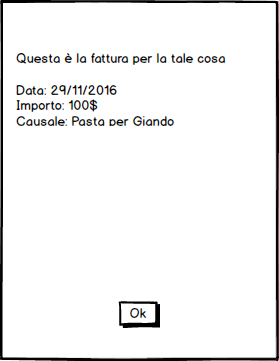 Questa è la fattura per la tale cosa
Data: 29/11/2016
Importo: 100$
Causale: Pasta per Giando
Ok